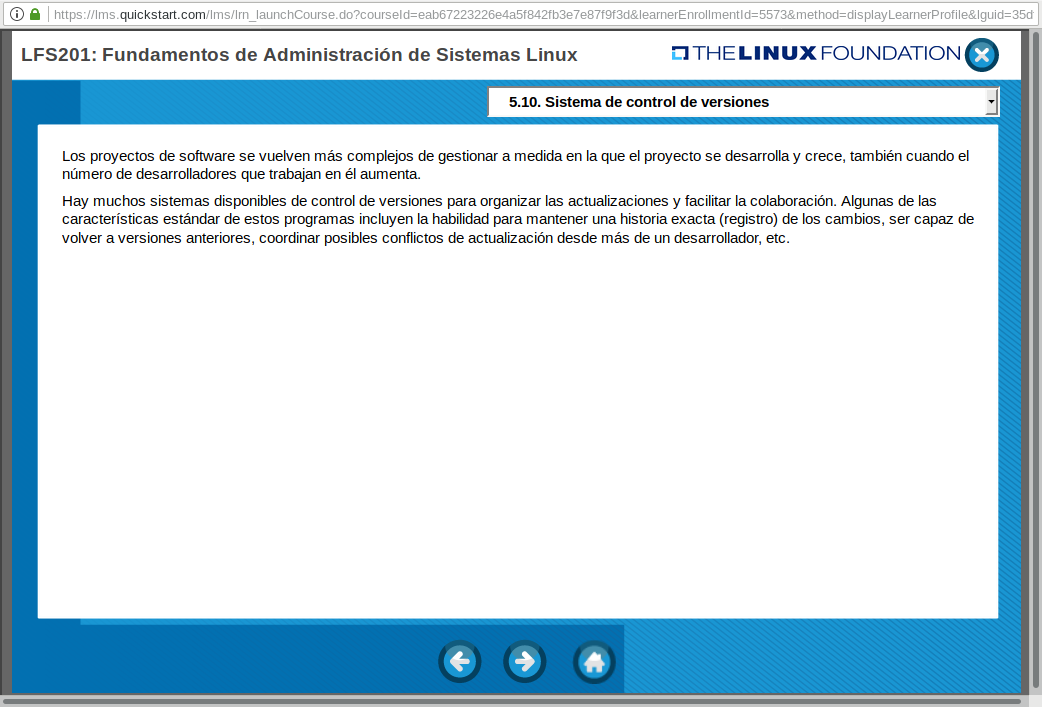 https://lms.quickstart.com/lms/lrn_launchCourse.do?courseId=eab67223226e4a5f842fb3e7e87f9f3d&learnerEnrollmentId=5573&method=displayLearnerProfile&lguid=35d
LFS201: Fundamentos de Administración de Sistemas Linux
THE LINUX FOUNDATION
5.10. Sistema de control de versiones
Los proyectos de software se vuelven más complejos de gestionar a medida en la que el proyecto se desarrolla y crece, también cuando el
número de desarrolladores que trabajan en él aumenta.
Hay muchos sistemas disponibles de control de versiones para organizar las actualizaciones y facilitar la colaboración. Algunas de las
características estándar de estos programas incluyen la habilidad para mantener una historia exacta (registro) de los cambios, ser capaz de
volver a versiones anteriores, coordinar posibles conflictos de actualización desde más de un desarrollador, etc.